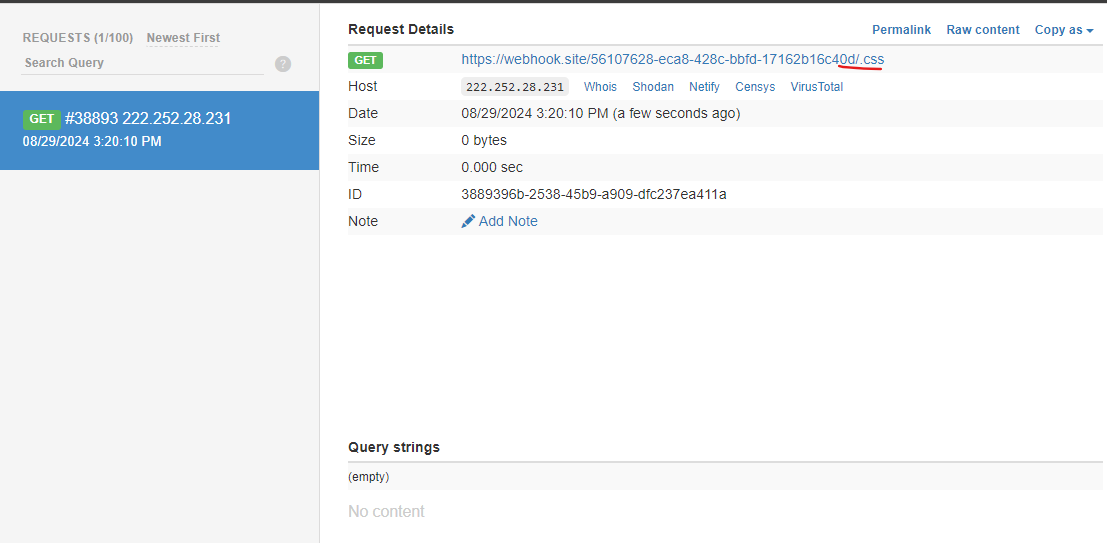 REQUESTS (1/100) Newest First
Search Query ?
GET #38893 222.252.28.231
08/29/2024 3:20:10 PM
Request Details Permalink Raw content Copy as
GET https://webhook.site/56107628-eca8-428c-bbfd-17162b16c40d/.css
Host 222.252.28.231 Whois Shodan Netify Censys VirusTotal
Date 08/29/2024 3:20:10 PM (a few seconds ago)
Size 0 bytes
Time 0.000 sec
ID 3889396b-2538-45b9-a909-dfc237ea411a
Note Add Note
Query strings
(empty)
No content